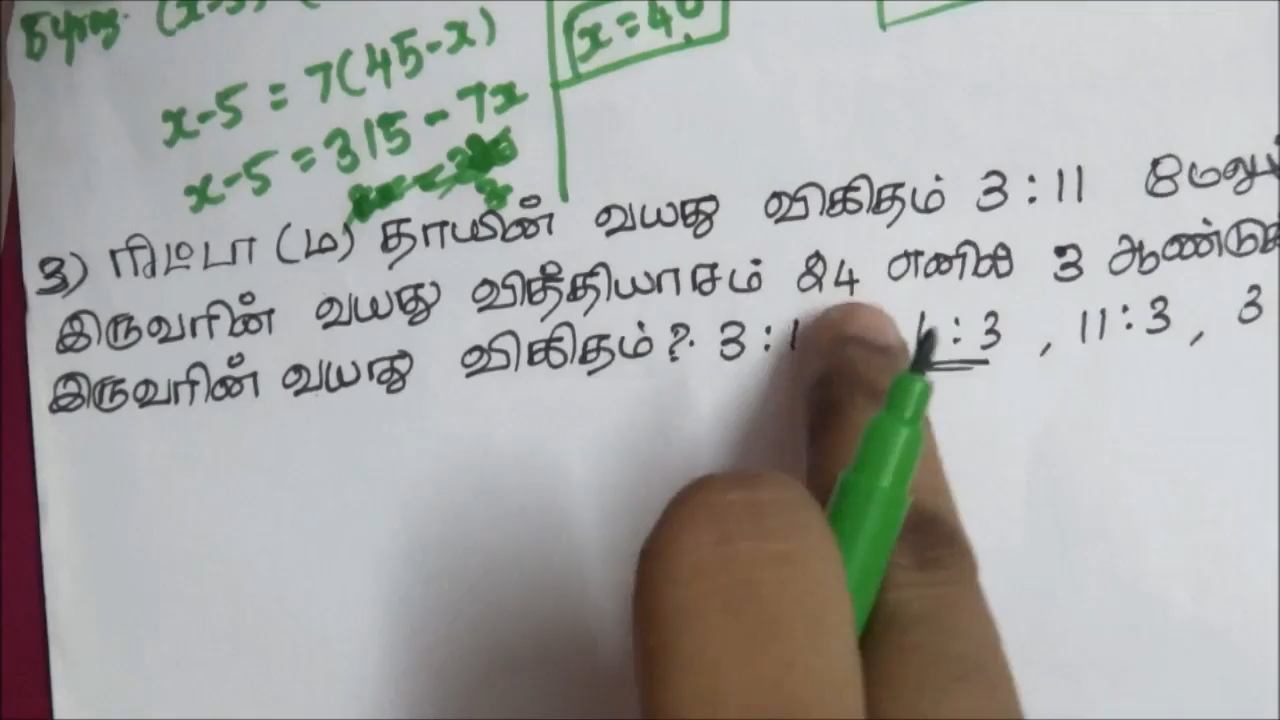 x=40
x-5 = 7(45-x)
x-5 = 315-7x
3) ரிட்டா (ம) தாயின் வயது விகிதம் 3:11 மேலும்
இருவரின் வயது வித்தியாசம் 24 எனில் 3
இருவரின் வயது விகிதம்? 3:1 :3 , 11:3 , 3